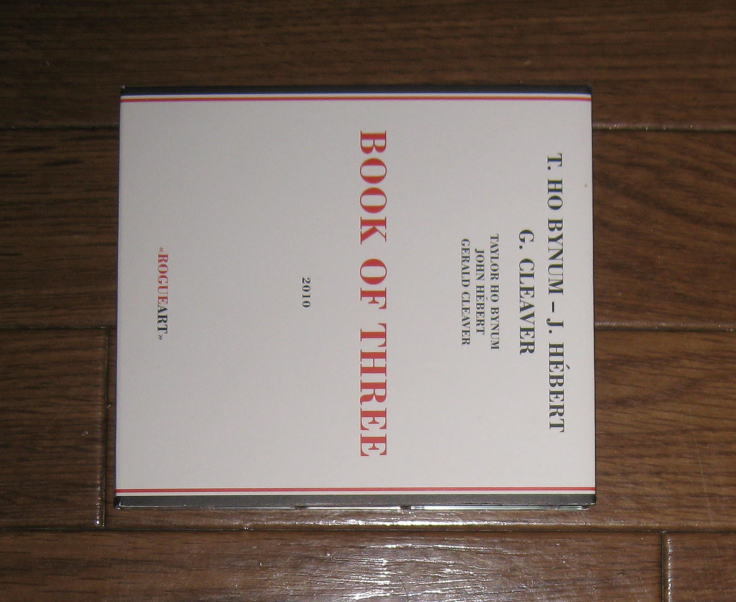 T. HO BYNUM – J. HÉBERT
G. CLEAVER
TAYLOR HO BYNUM
JOHN HÉBERT
GERALD CLEAVER
BOOK OF THREE
2010
«ROGUEART»